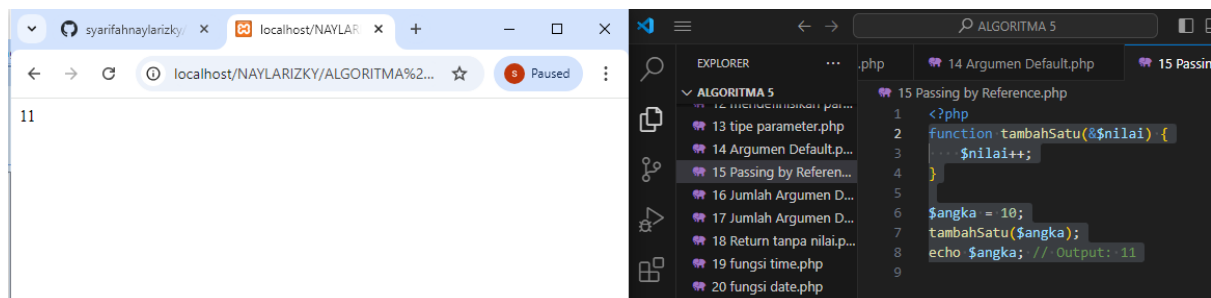 syarifahnaylarizky/
localhost/NAYLAR
localhost/NAYLARIZKY/ALGORITMA%2...
S Paused
11
ALGORITMA 5
EXPLORER
.php
14 Argumen Default.php
15 Passin
ALGORITMA 5
12 mendefinisikan par...
13 tipe parameter.php
14 Argumen Default.p...
15 Passing by Referen...
16 Jumlah Argumen D...
17 Jumlah Argumen D...
18 Return tanpa nilai.p...
19 fungsi time.php
20 fungsi date.php
15 Passing by Reference.php
1 <?php
2 function tambahSatu(&$nilai) {
3 $nilai++;
4 }
5
6 $angka = 10;
7 tambahSatu($angka);
8 echo $angka; // Output: 11
9